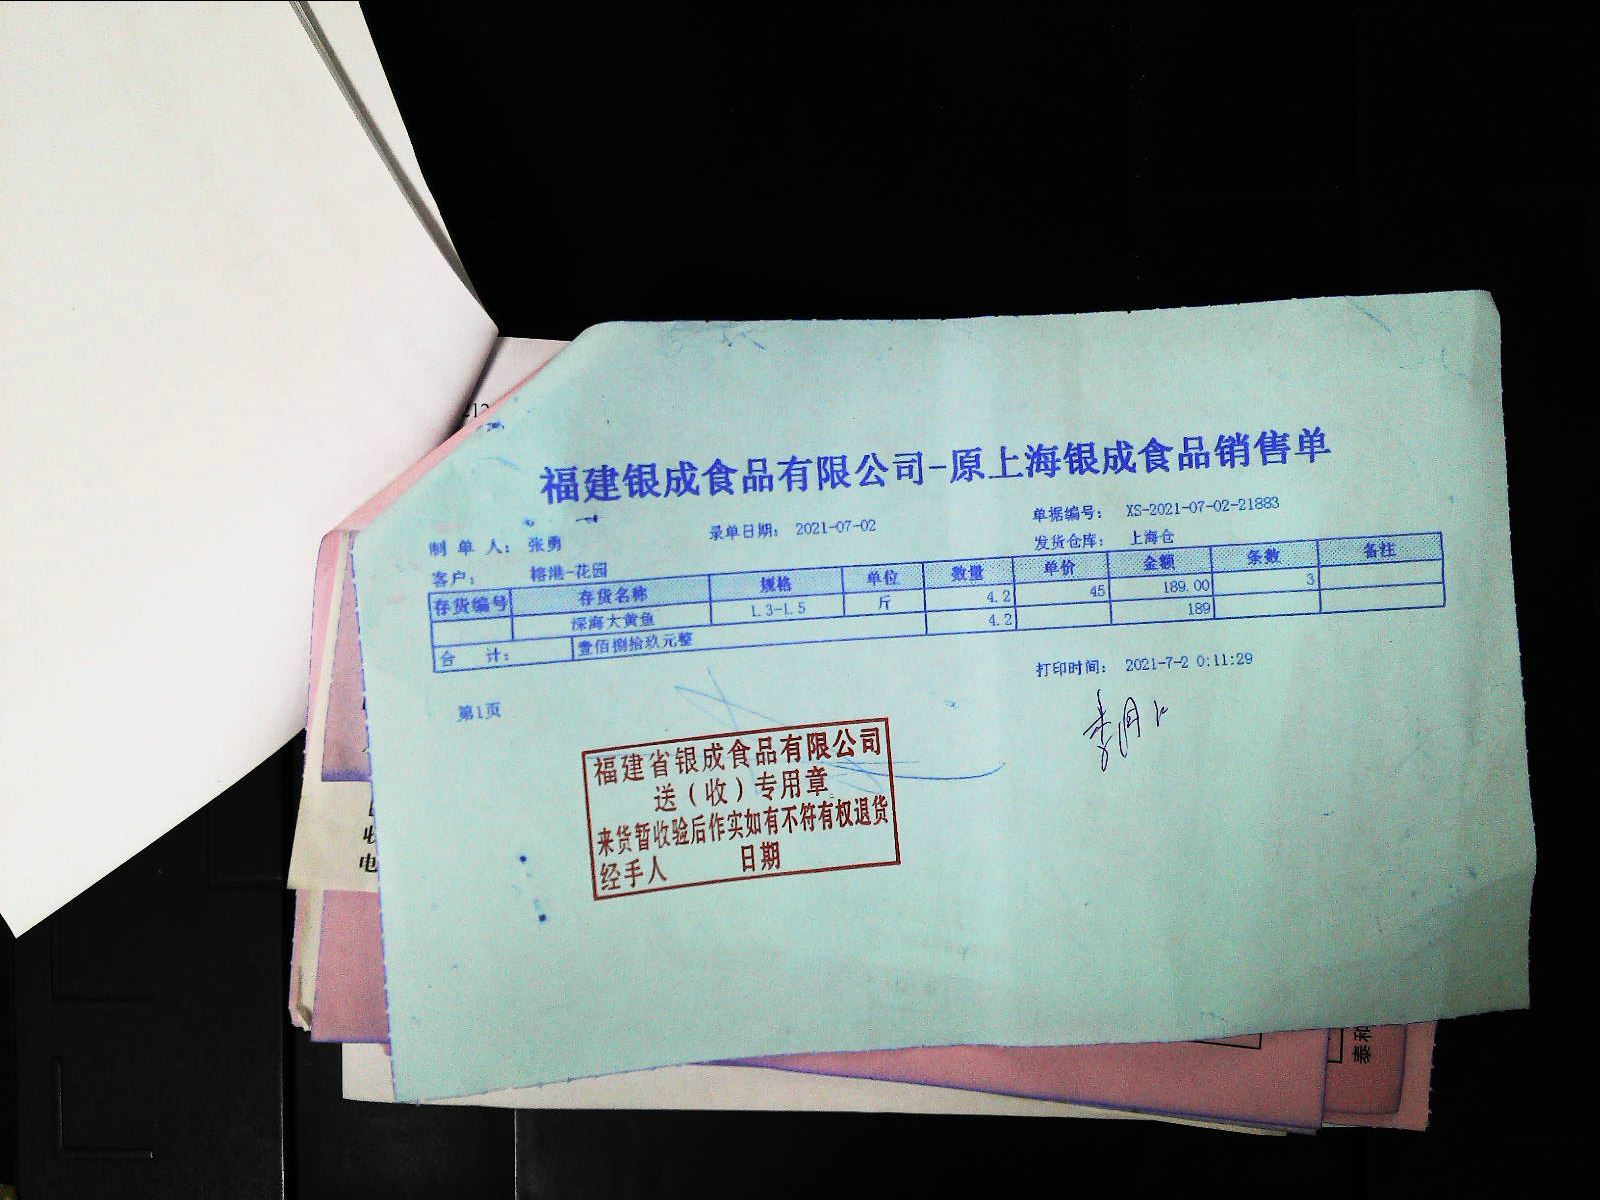 212
福建银成食品有限公司-原上海银成食品销售单
制 单 人： 张勇 录单日期： 2021-07-02 单据编号： XS-2021-07-02-21883
客户： 榕港-花园 发货仓库： 上海仓
存货编号 存货名称 规格 单位 数量 单价 金额 条数 备注
深海大黄鱼 1.3-1.5 斤 4.2 45 189.00 3
合 计： 壹佰捌拾玖元整 4.2 189
第1页 打印时间： 2021-7-2 0:11:29
福建省银成食品有限公司
送（收）专用章
来货暂收验后作实如有不符有权退货
经手人 日期
收
电
泰和